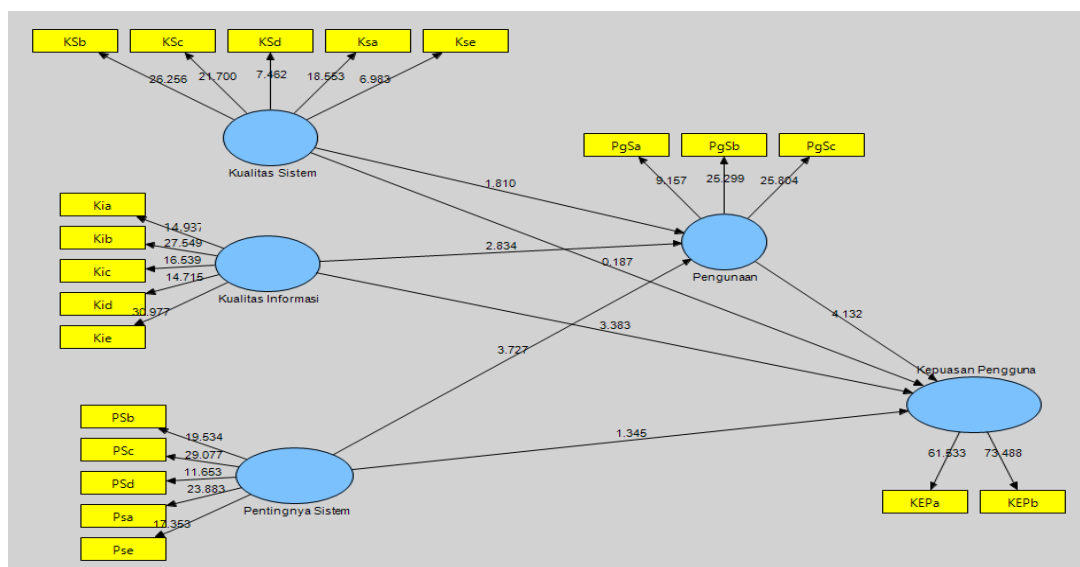 KSb KSc KSd Ksa Kse
26.256 21.700 7.462 18.553 6.983
Kualitas Sistem
PgSa PgSb PgSc
9.157 25.299 25.804
Pengunaan
1.810
2.834
0.187
Kia
Kib
Kic
Kid
Kie
14.937
27.549
16.539
14.715
30.977
Kualitas Informasi
3.383
4.132
3.727
Kepuasan Pengguna
1.345
61.533 73.488
KEPa KEPb
PSb
PSc
PSd
Psa
Pse
19.534
29.077
11.653
23.883
17.353
Pentingnya Sistem